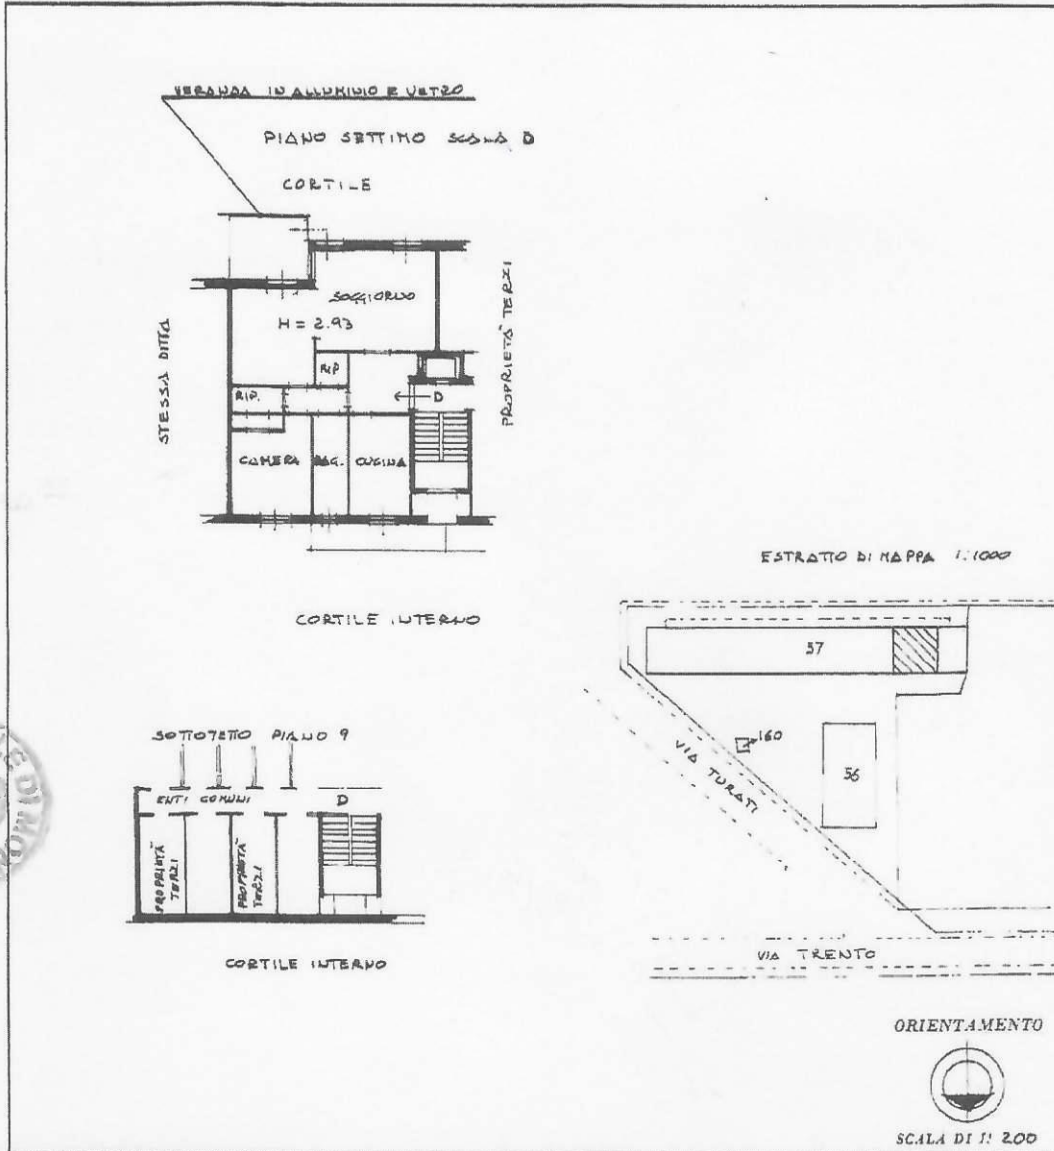 VERANDA IN ALLUMINIO E VETRO
PIANO SETTIMO SCALA D
CORTILE
SOGGIORNO
H = 2.93
STESSA DITTA
PROPRIETA' TERZI
RIP
RIP.
D
CAMERA
BAG.
CUCINA
CORTILE INTERNO
ESTRATTO DI MAPPA 1:1000
57
160
56
VIA TURATI
VIA TRENTO
SOTTOTETTO PIANO 9
ENTI COMUNI
D
PROPRIETÀ
TERZI
PROPRIETÀ
TERZI
CORTILE INTERNO
ORIENTAMENTO
SCALA DI 1: 200